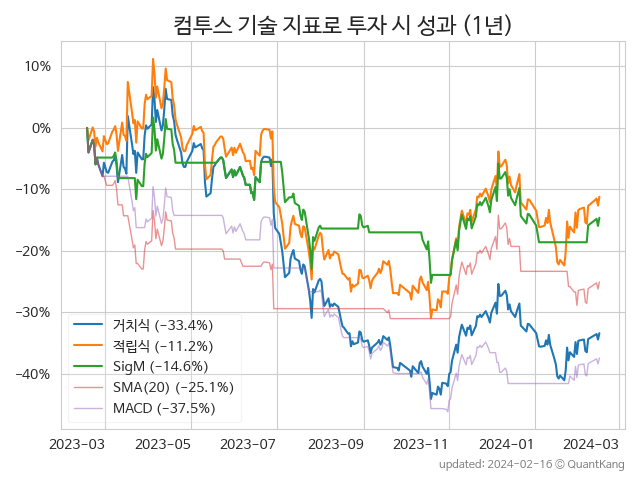 컴투스 기술 지표로 투자 시 성과 (1년)
10%
0%
−10%
−20%
−30%
−40%
거치식 (−33.4%)
적립식 (−11.2%)
SigM (−14.6%)
SMA(20) (−25.1%)
MACD (−37.5%)
2023-03 2023-05 2023-07 2023-09 2023-11 2024-01 2024-03
updated: 2024-02-16 © QuantKang